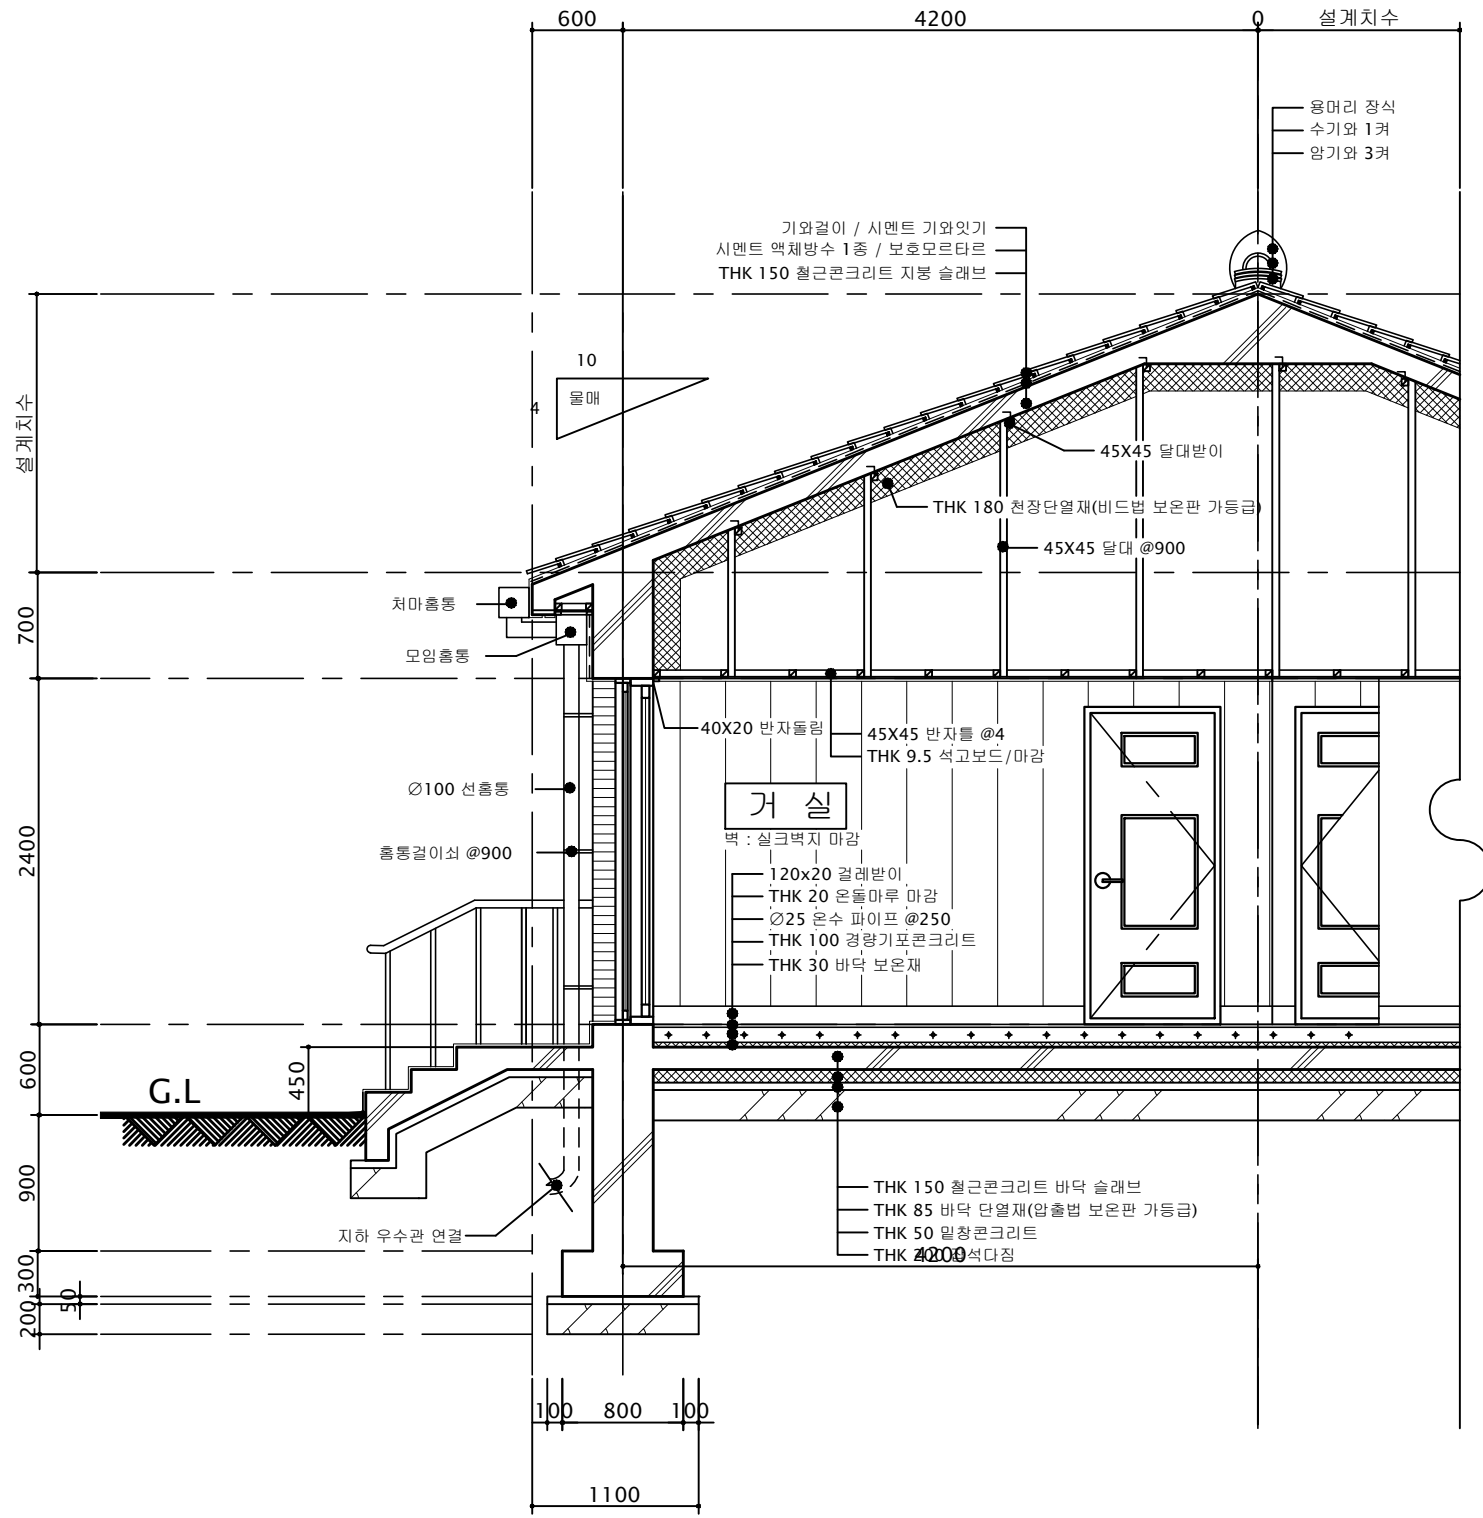 600
4200
0
설계치수
용머리 장식
수기와 1켜
암기와 3켜
기와걸이 / 시멘트 기와잇기
시멘트 액체방수 1종 / 보호모르타르
THK 150 철근콘크리트 지붕 슬래브
10
물매
4
설계치수
45X45 달대받이
THK 180 천장단열재(비드법 보온판 가등급)
45X45 달대 @900
처마홈통
700
모임홈통
40X20 반자돌림
45X45 반자틀 @4
THK 9.5 석고보드/마감
Ø100 선홈통
거 실
벽 : 실크벽지 마감
2400
홈통걸이쇠 @900
120x20 걸레받이
THK 20 온돌마루 마감
Ø25 온수 파이프 @250
THK 100 경량기포콘크리트
THK 30 바닥 보온재
600
450
G.L
900
THK 150 철근콘크리트 바닥 슬래브
THK 85 바닥 단열재(압출법 보온판 가등급)
THK 50 밑창콘크리트
THK 200 잡석다짐
4200
지하 우수관 연결
300
50
200
100
800
100
1100